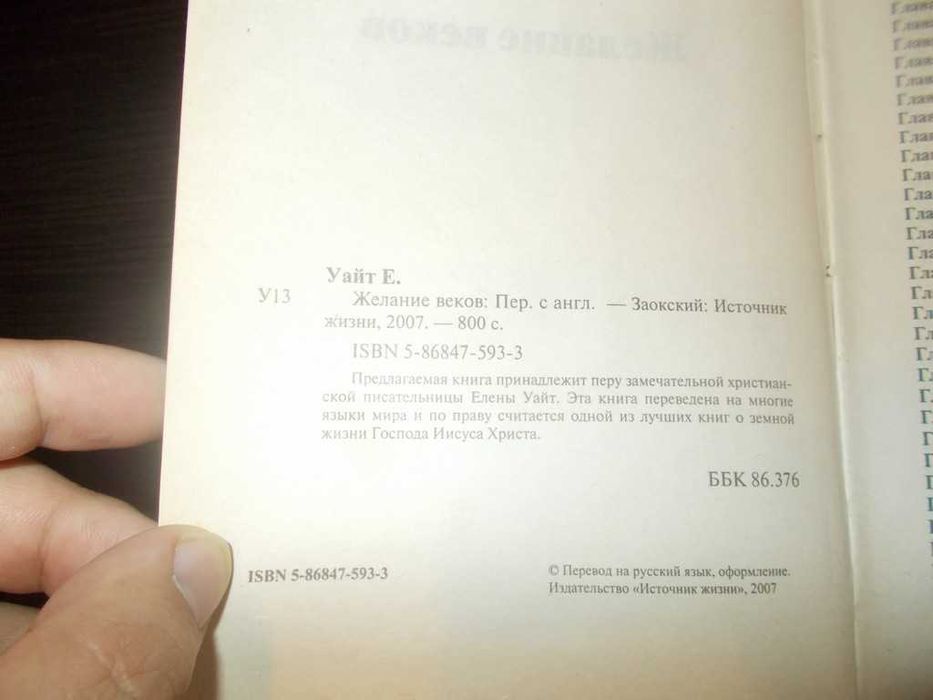 Уайт Е.
У13
Желание веков: Пер. с англ. — Заокский: Источник
жизни, 2007. — 800 с.
ISBN 5-86847-593-3
Предлагаемая книга принадлежит перу замечательной христиан-
ской писательницы Елены Уайт. Эта книга переведена на многие
языки мира и по праву считается одной из лучших книг о земной
жизни Господа Иисуса Христа.
ББК 86.376
ISBN 5-86847-593-3
© Перевод на русский язык, оформление.
Издательство «Источник жизни», 2007